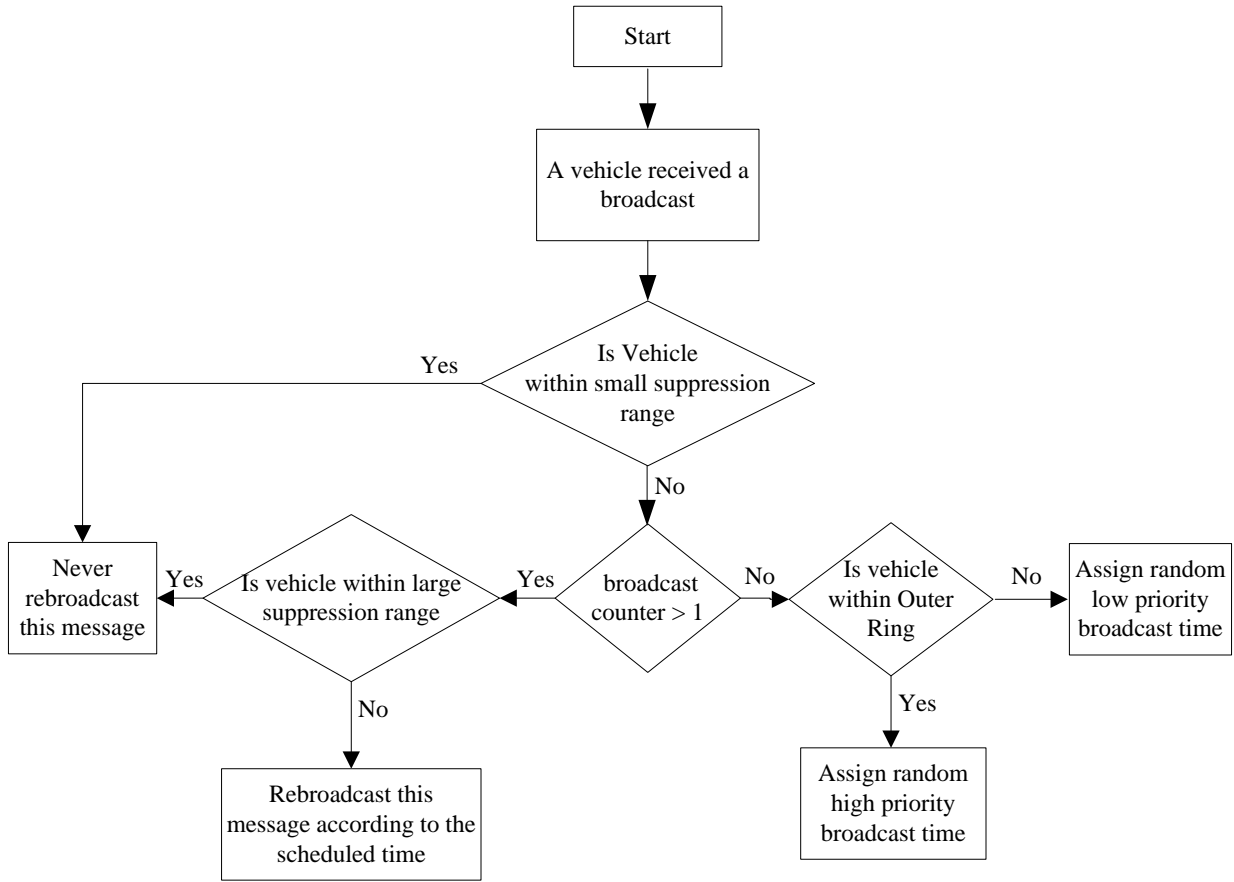 Start
A vehicle received a
broadcast
Is Vehicle
within small suppression
range
Yes
No
Never
rebroadcast
this message
Yes
Is vehicle within large
suppression range
Yes
broadcast
counter > 1
No
Is vehicle
within Outer
Ring
No
Assign random
low priority
broadcast time
No
Yes
Rebroadcast this
message according to the
scheduled time
Assign random
high priority
broadcast time